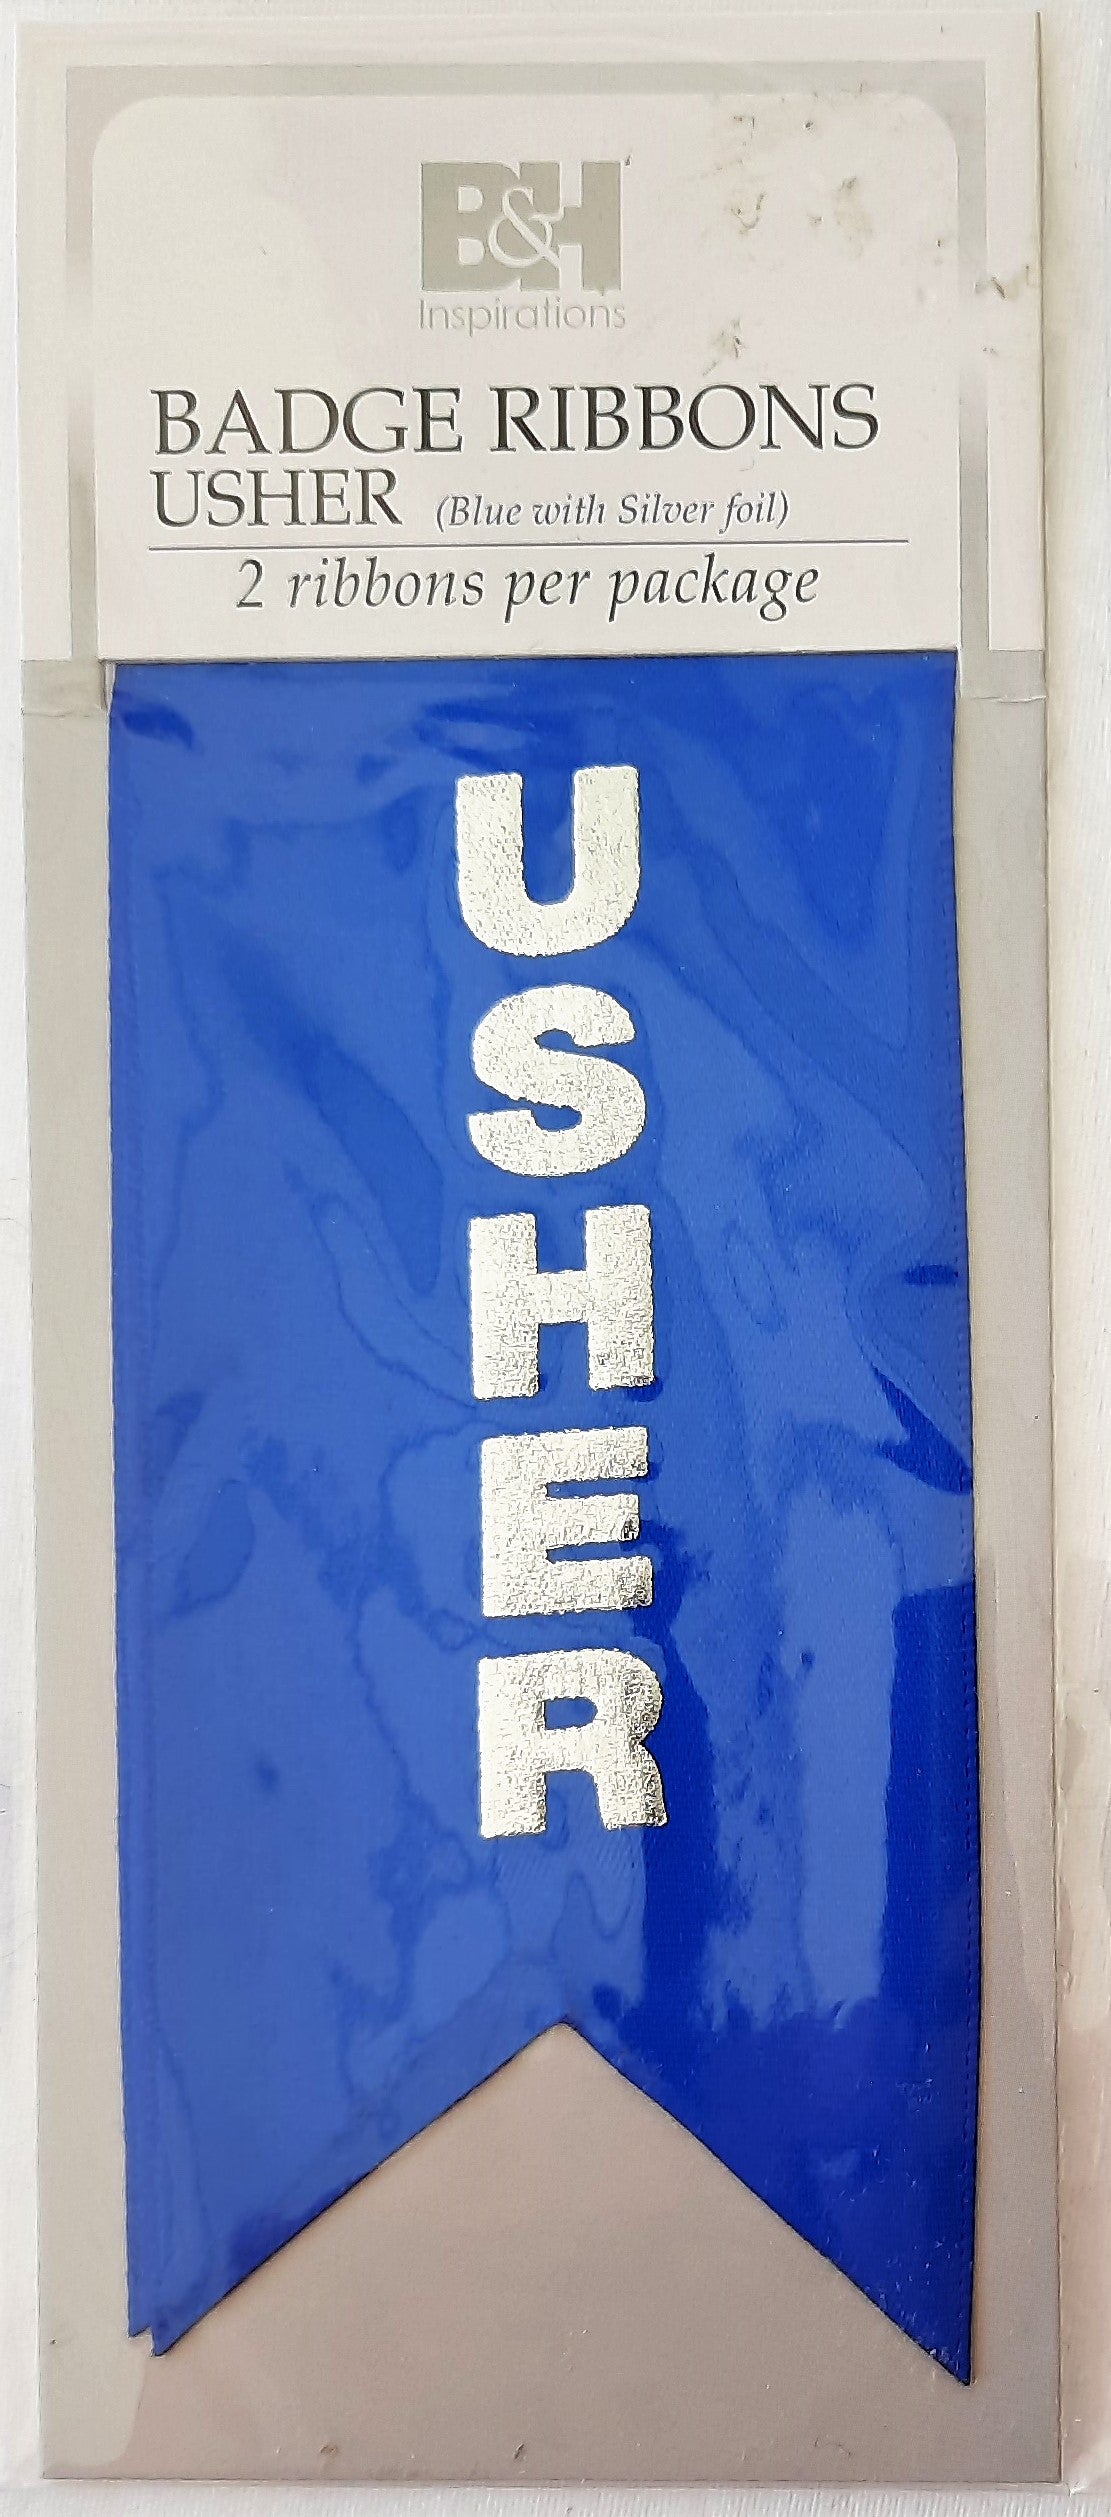 B&H
Inspirations
BADGE RIBBONS
USHER (Blue with Silver foil)
2 ribbons per package
USHER